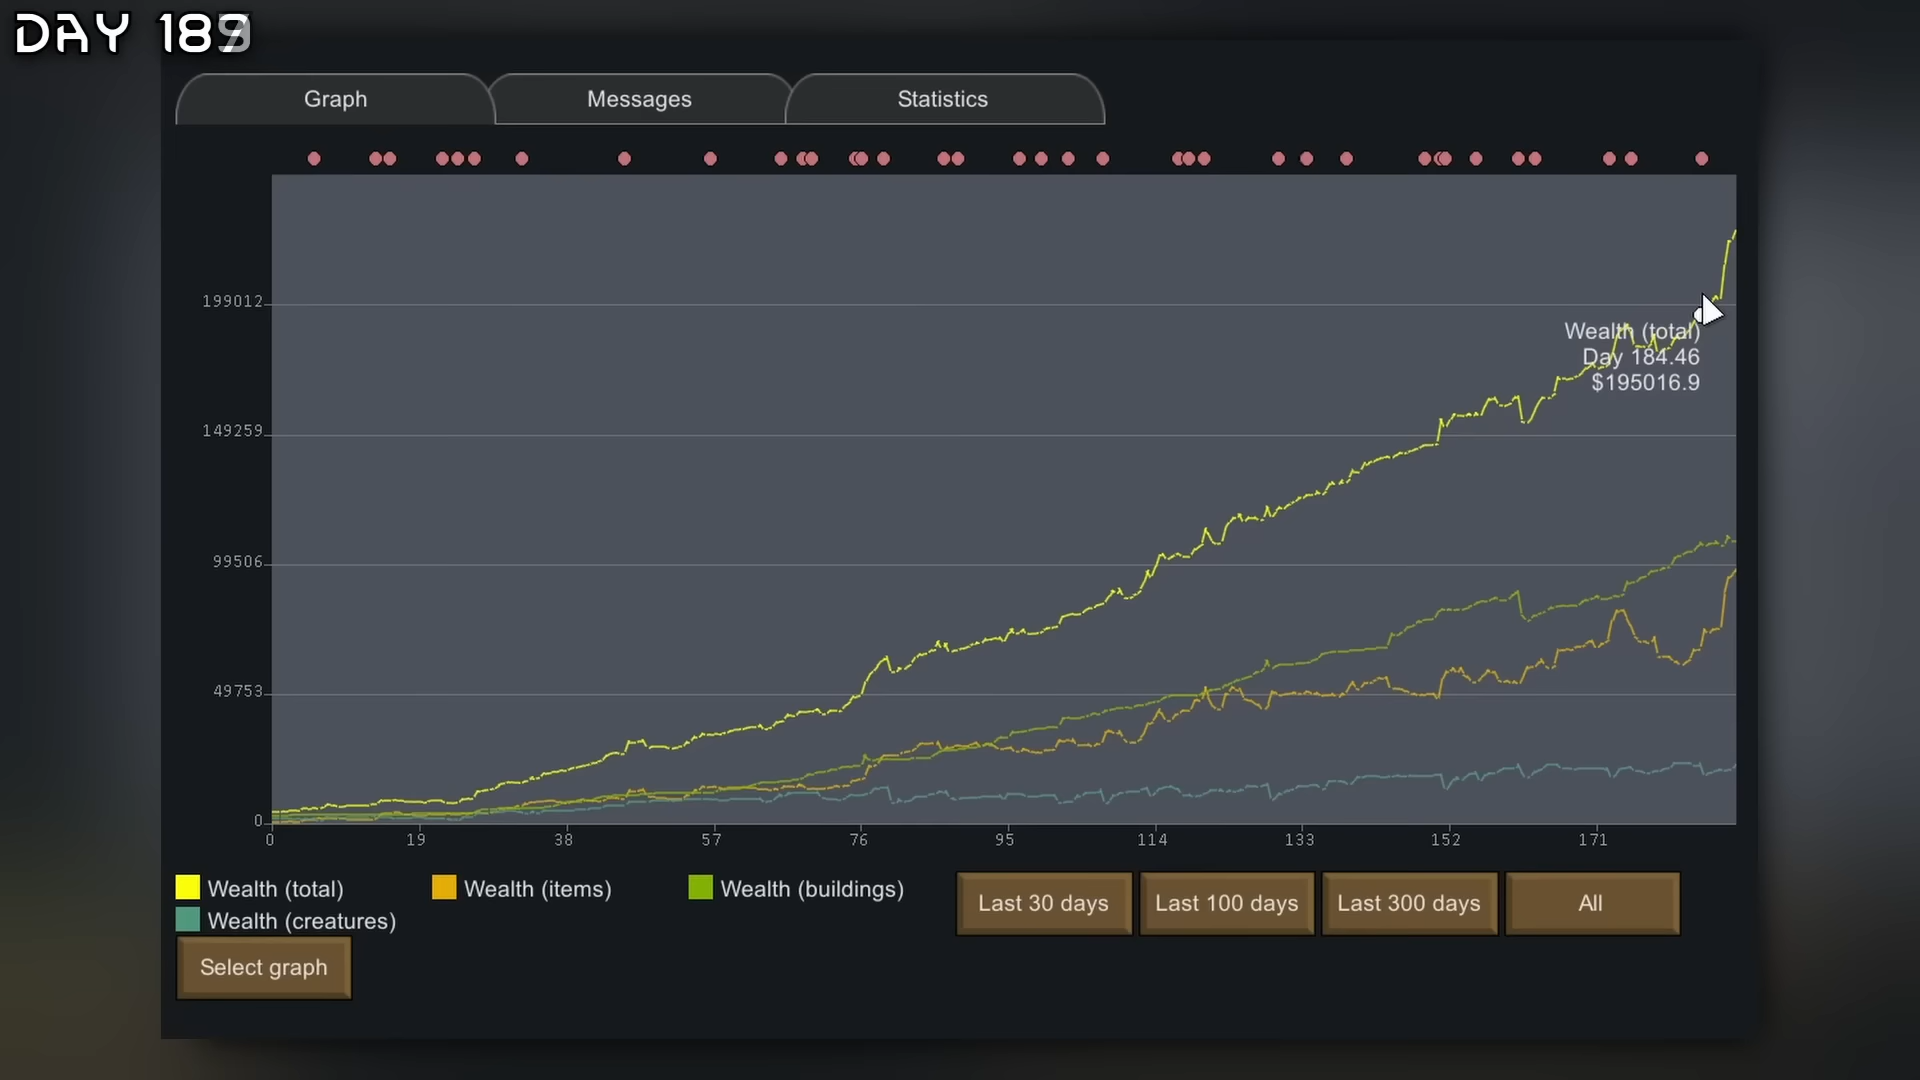 DAY 189
Graph Messages Statistics
199012
149259
99506
49753
0
Wealth (total)
Day 184.46
$195016.9
0 19 38 57 76 95 114 133 152 171
Wealth (total) Wealth (items) Wealth (buildings)
Wealth (creatures)
Last 30 days Last 100 days Last 300 days All
Select graph